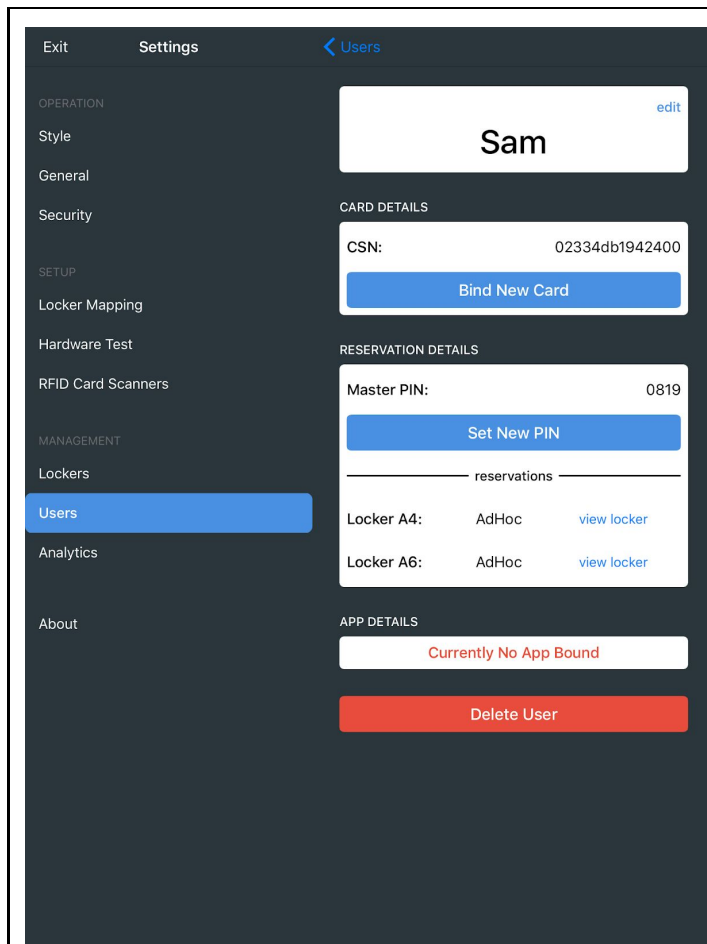 Exit Settings
OPERATION
Style
General
Security
SETUP
Locker Mapping
Hardware Test
RFID Card Scanners
MANAGEMENT
Lockers
Users
Analytics
About
Users
edit
Sam
CARD DETAILS
CSN: 02334db1942400
Bind New Card
RESERVATION DETAILS
Master PIN: 0819
Set New PIN
reservations
Locker A4: AdHoc view locker
Locker A6: AdHoc view locker
APP DETAILS
Currently No App Bound
Delete User